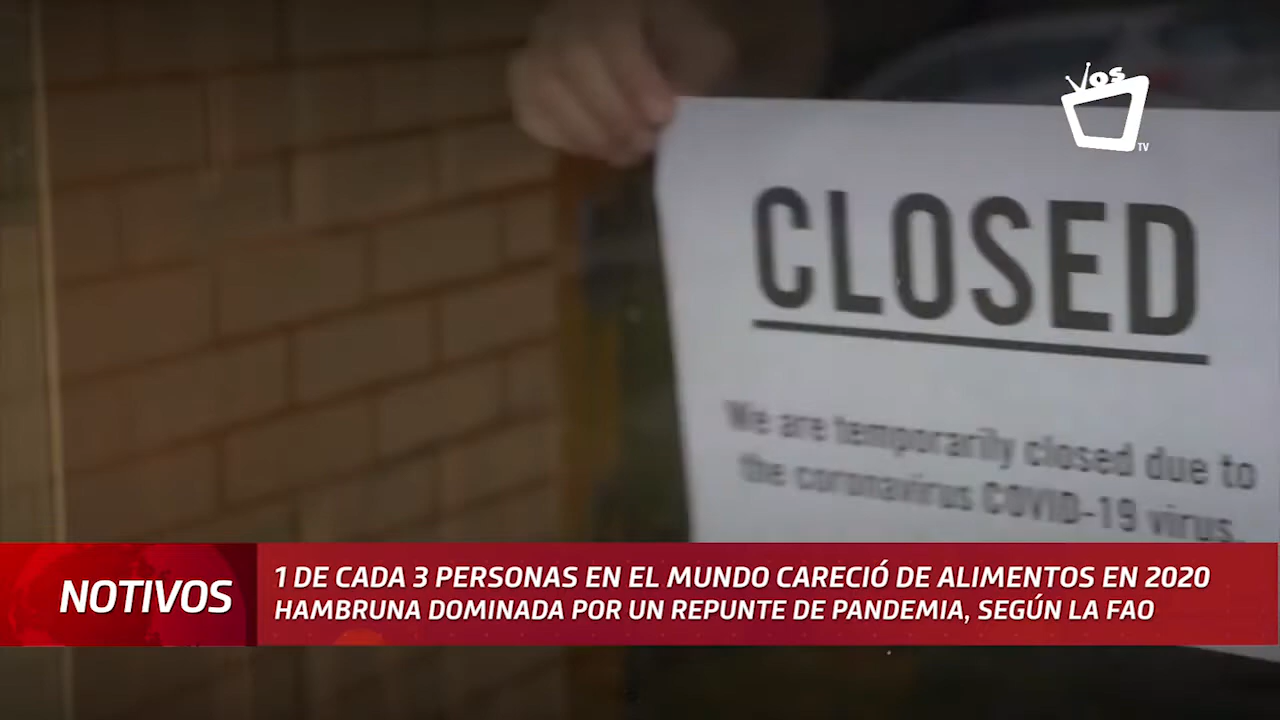 VOS
TV
CLOSED
We are temporarily closed due to
the coronavirus COVID-19 virus.
NOTIVOS
1 DE CADA 3 PERSONAS EN EL MUNDO CARECIÓ DE ALIMENTOS EN 2020
HAMBRUNA DOMINADA POR UN REPUNTE DE PANDEMIA, SEGÚN LA FAO